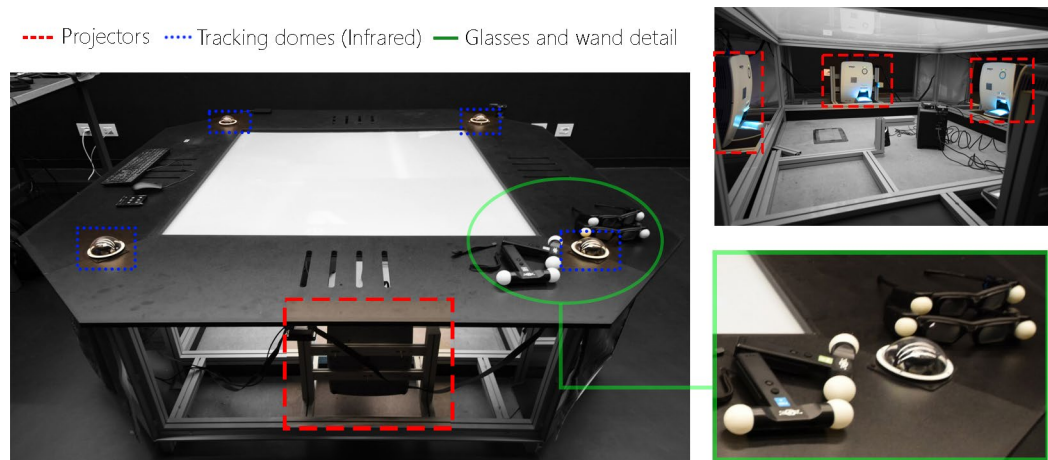 Projectors
Tracking domes (Infrared)
Glasses and wand detail